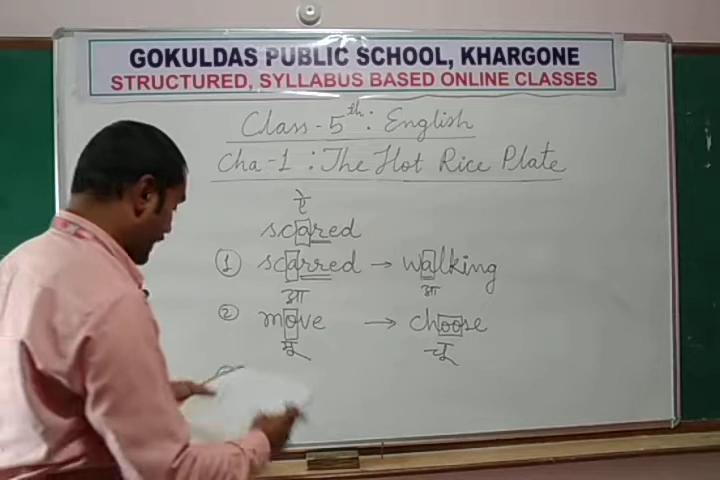 GOKULDAS PUBLIC SCHOOL, KHARGONE
STRUCTURED, SYLLABUS BASED ONLINE CLASSES
Class-5th: English
Cha-1 : The Hot Rice Plate
ऐ
scared
① scarred → walking
आ आ
② move → choose
मू चू